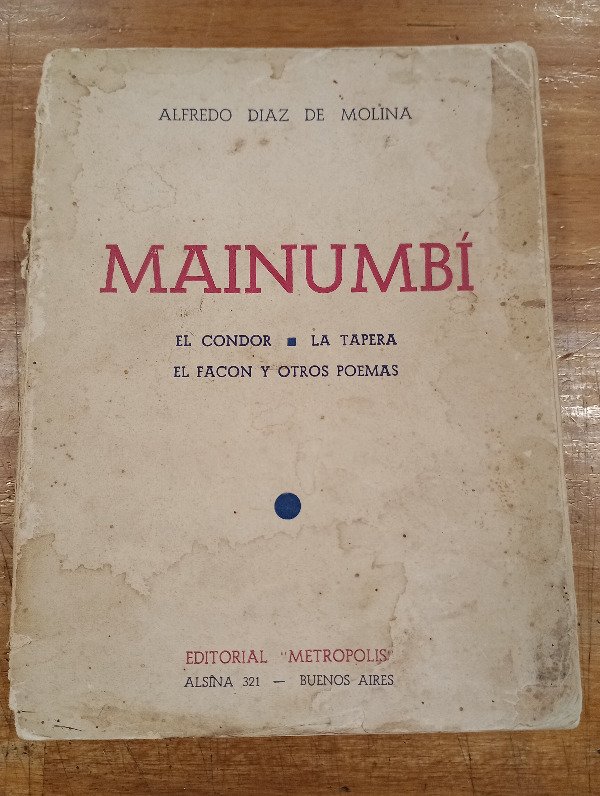 ALFREDO DIAZ DE MOLINA
MAINUMBÍ
EL CONDOR ■ LA TAPERA
EL FACON Y OTROS POEMAS
EDITORIAL "METROPOLIS"
ALSINA 321 — BUENOS AIRES